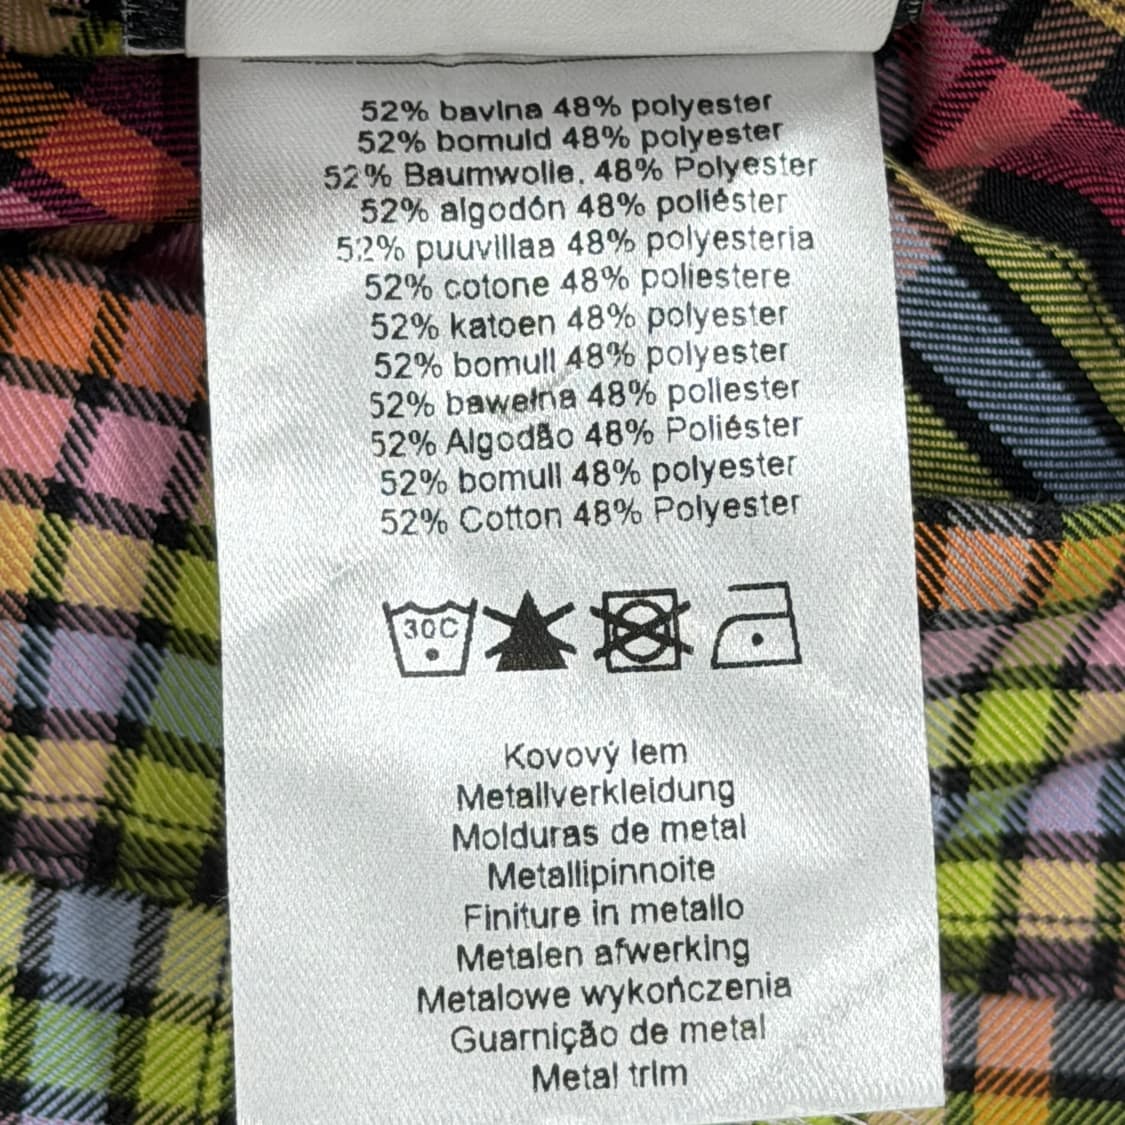 52% bavlna 48% polyester
52% bomuld 48% polyester
52% Baumwolle, 48% Polyester
52% algodón 48% poliéster
52% puuvillaa 48% polyesteria
52% cotone 48% poliestere
52% katoen 48% polyester
52% bomull 48% polyester
52% bawełna 48% poliester
52% Algodão 48% Poliéster
52% bomull 48% polyester
52% Cotton 48% Polyester
30C
Kovový lem
Metallverkleidung
Molduras de metal
Metallipinnoite
Finiture in metallo
Metalen afwerking
Metalowe wykończenia
Guarnição de metal
Metal trim